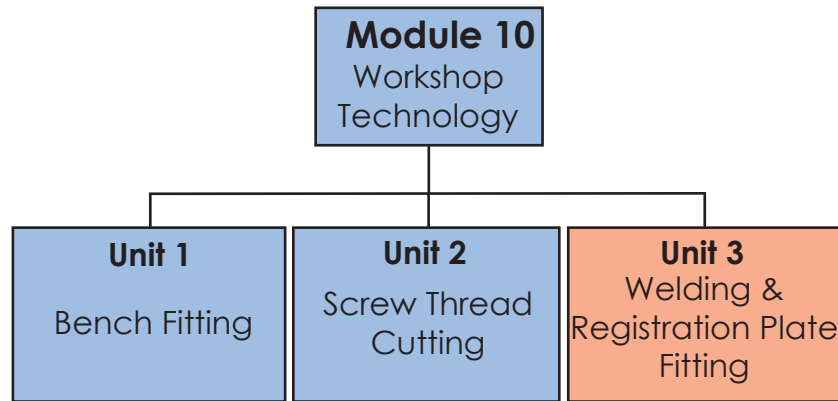 Module 10
Workshop
Technology
Unit 1
Bench Fitting
Unit 2
Screw Thread
Cutting
Unit 3
Welding &
Registration Plate
Fitting